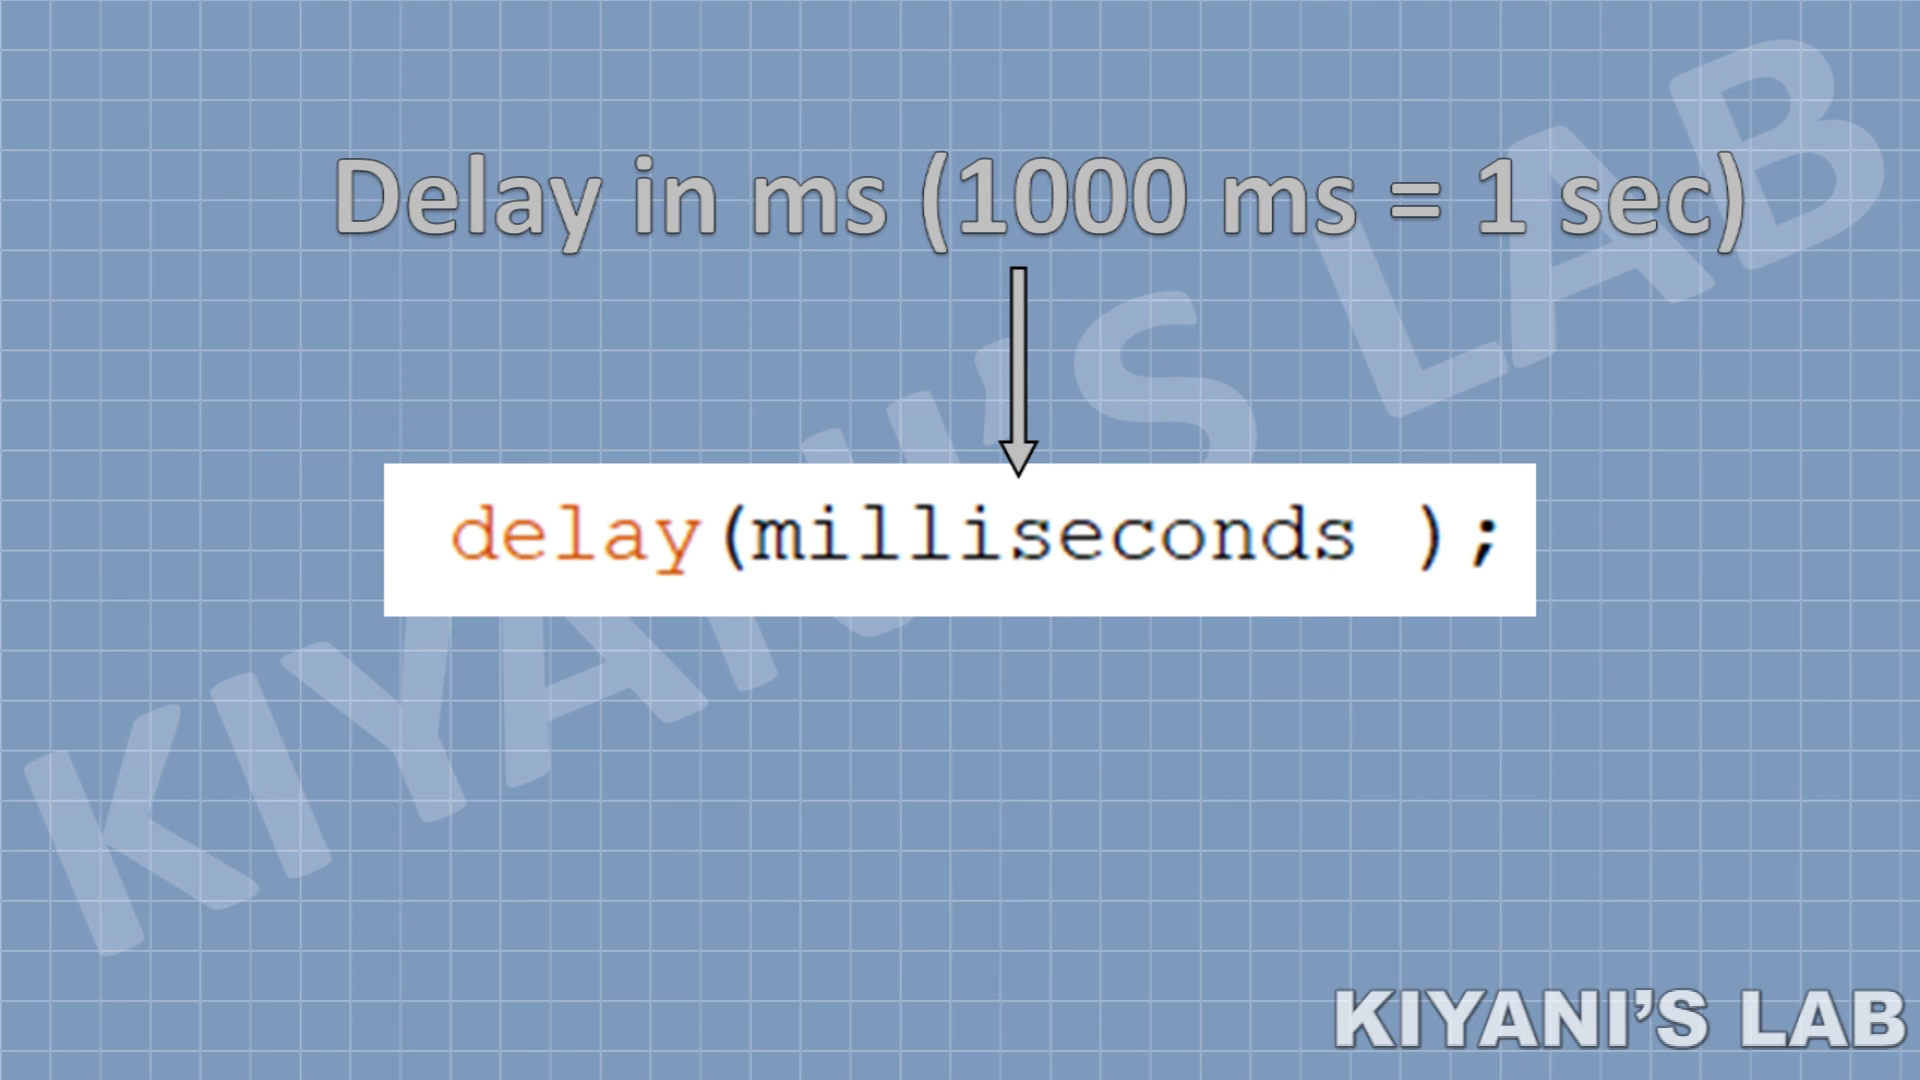 Delay in ms (1000 ms = 1 sec)
delay(milliseconds );
KIYANI’S LAB
KIYANI’S LAB